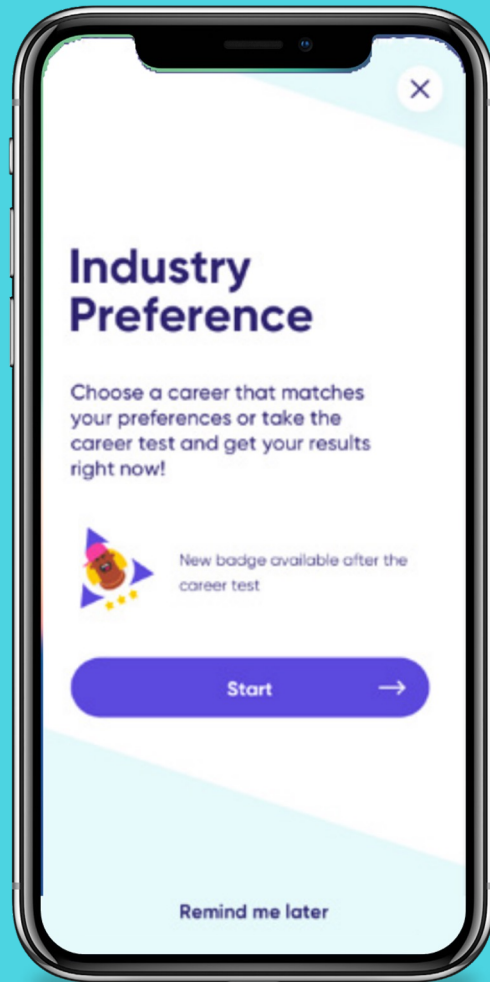 Industry
Preference
Choose a career that matches
your preferences or take the
career test and get your results
right now!
New badge available after the
career test
Start
Remind me later